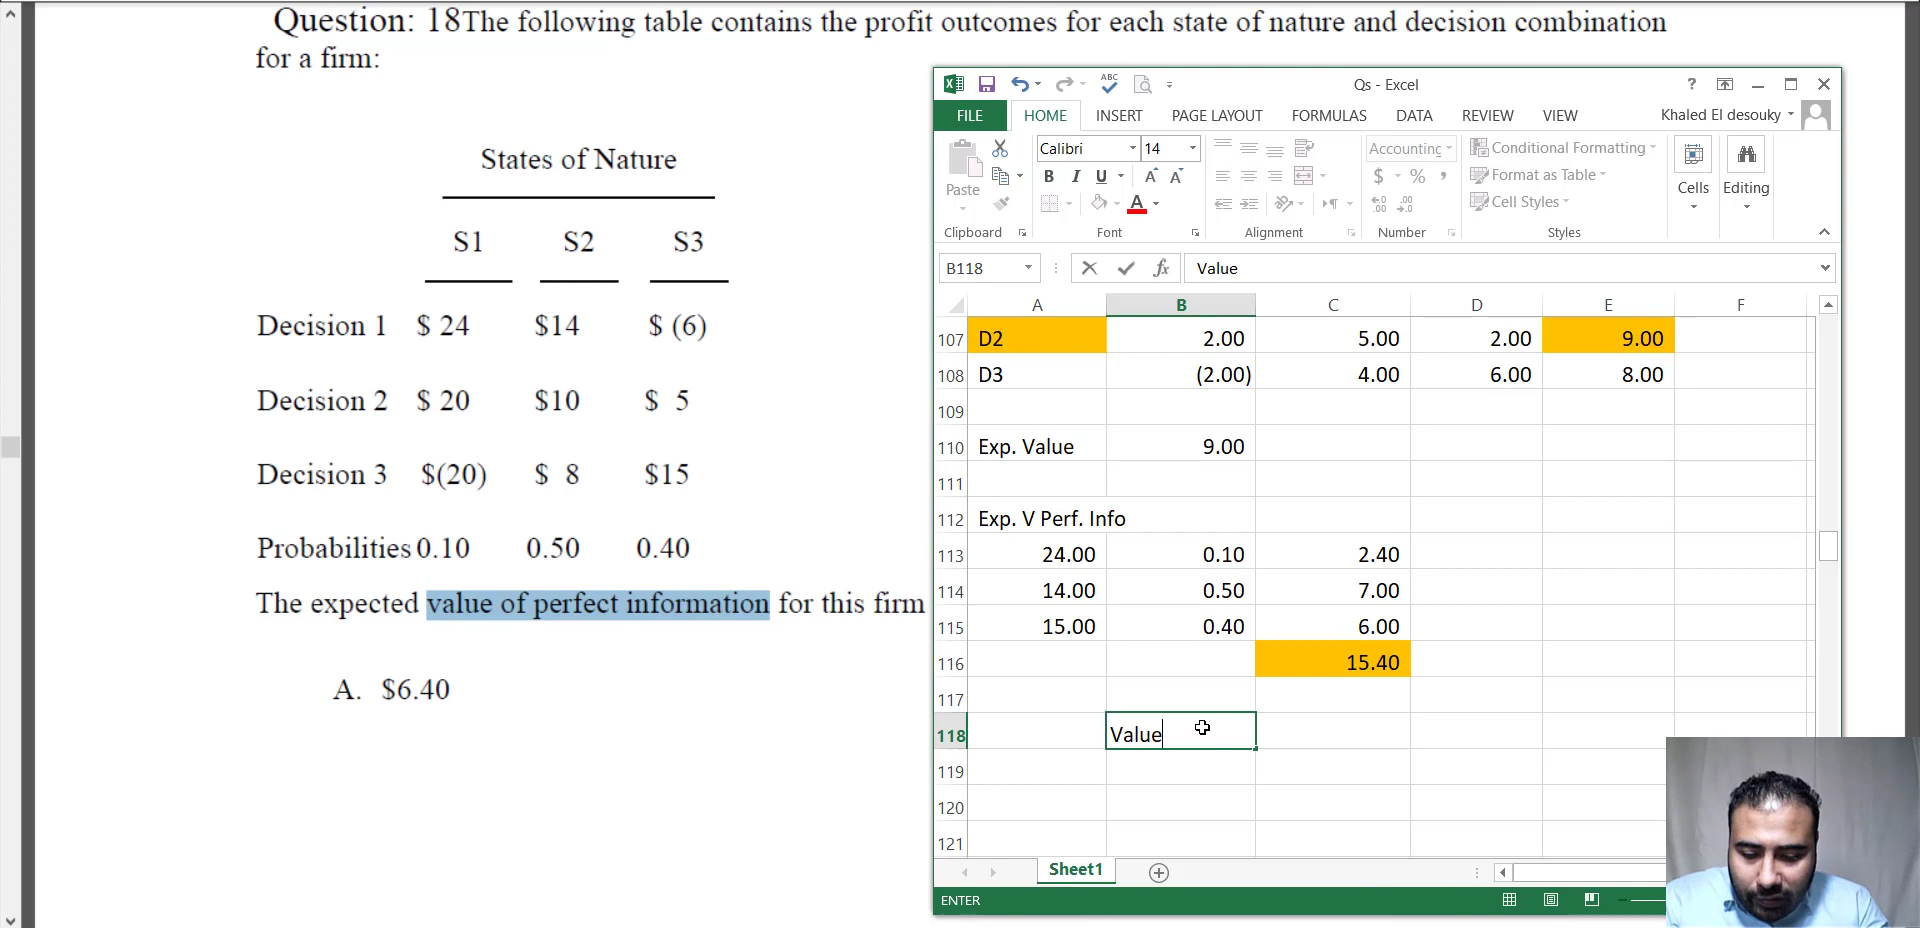 Question: 18The following table contains the profit outcomes for each state of nature and decision combination
for a firm:
States of Nature
S1 S2 S3
Decision 1 $ 24 $14 $ (6)
Decision 2 $ 20 $10 $ 5
Decision 3 $(20) $ 8 $15
Probabilities 0.10 0.50 0.40
The expected value of perfect information for this firm
A. $6.40
Qs - Excel
FILE HOME INSERT PAGE LAYOUT FORMULAS DATA REVIEW VIEW Khaled El desouky
Paste
Calibri 14
B I U A A
A
Accounting
$ % ,
Conditional Formatting
Format as Table
Cell Styles
Cells Editing
Clipboard Font Alignment Number Styles
B118 fx Value
A B C D E F
107 D2 2.00 5.00 2.00 9.00
108 D3 (2.00) 4.00 6.00 8.00
109
110 Exp. Value 9.00
111
112 Exp. V Perf. Info
113 24.00 0.10 2.40
114 14.00 0.50 7.00
115 15.00 0.40 6.00
116 15.40
117
118 Value
119
120
121
Sheet1
ENTER